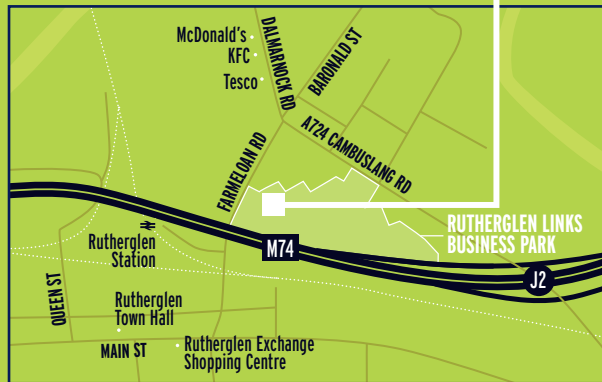 McDonald's
KFC
Tesco
DALMARNOCK RD
BARONALD ST
A724 CAMBUSLANG RD
FARMELOAN RD
RUTHERGLEN LINKS
BUSINESS PARK
Rutherglen
Station
M74
J2
QUEEN ST
Rutherglen
Town Hall
MAIN ST
Rutherglen Exchange
Shopping Centre